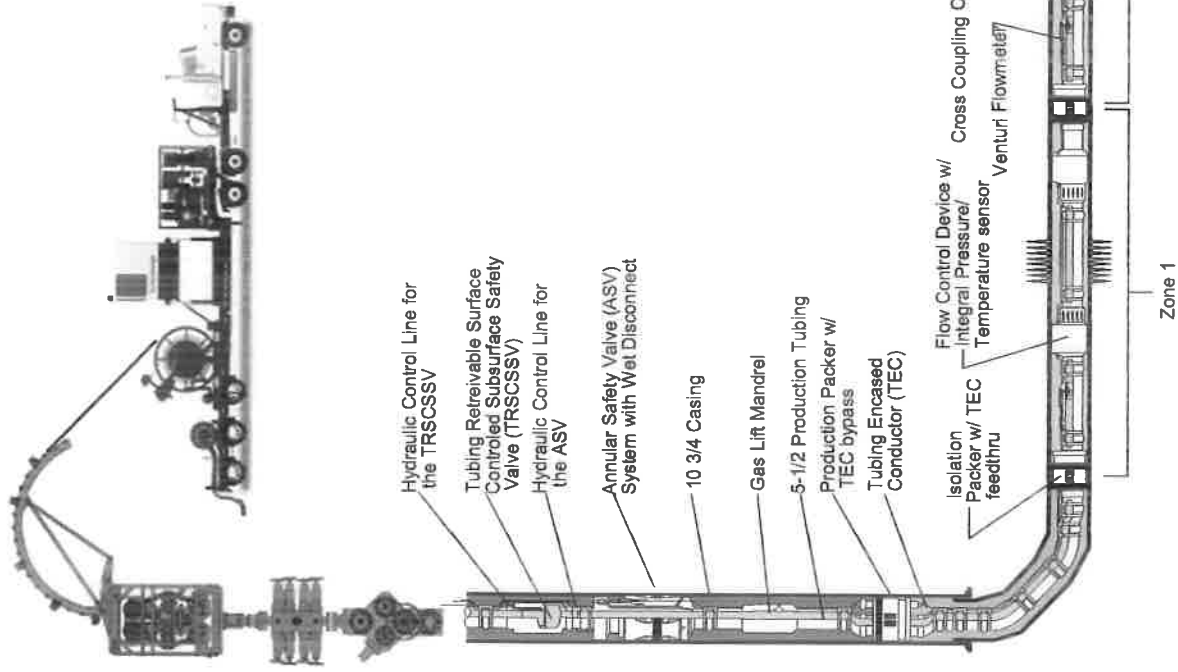 Hydraulic Control Line for
the TRSCSSV
Tubing Retreivable Surface
Controled Subsurface Safety
Valve (TRSCSSV)
Hydraulic Control Line for
the ASV
Annular Safety Valve (ASV)
System with Wet Disconnect
10 3/4 Casing
Gas Lift Mandrel
5-1/2 Production Tubing
Production Packer w/
TEC bypass
Tubing Encased
Conductor (TEC)
Isolation
Packer w/ TEC
feedthru
Flow Control Device w/
Integral Pressure/
Temperature sensor
Cross Coupling C
Venturi Flowmeter
Zone 1